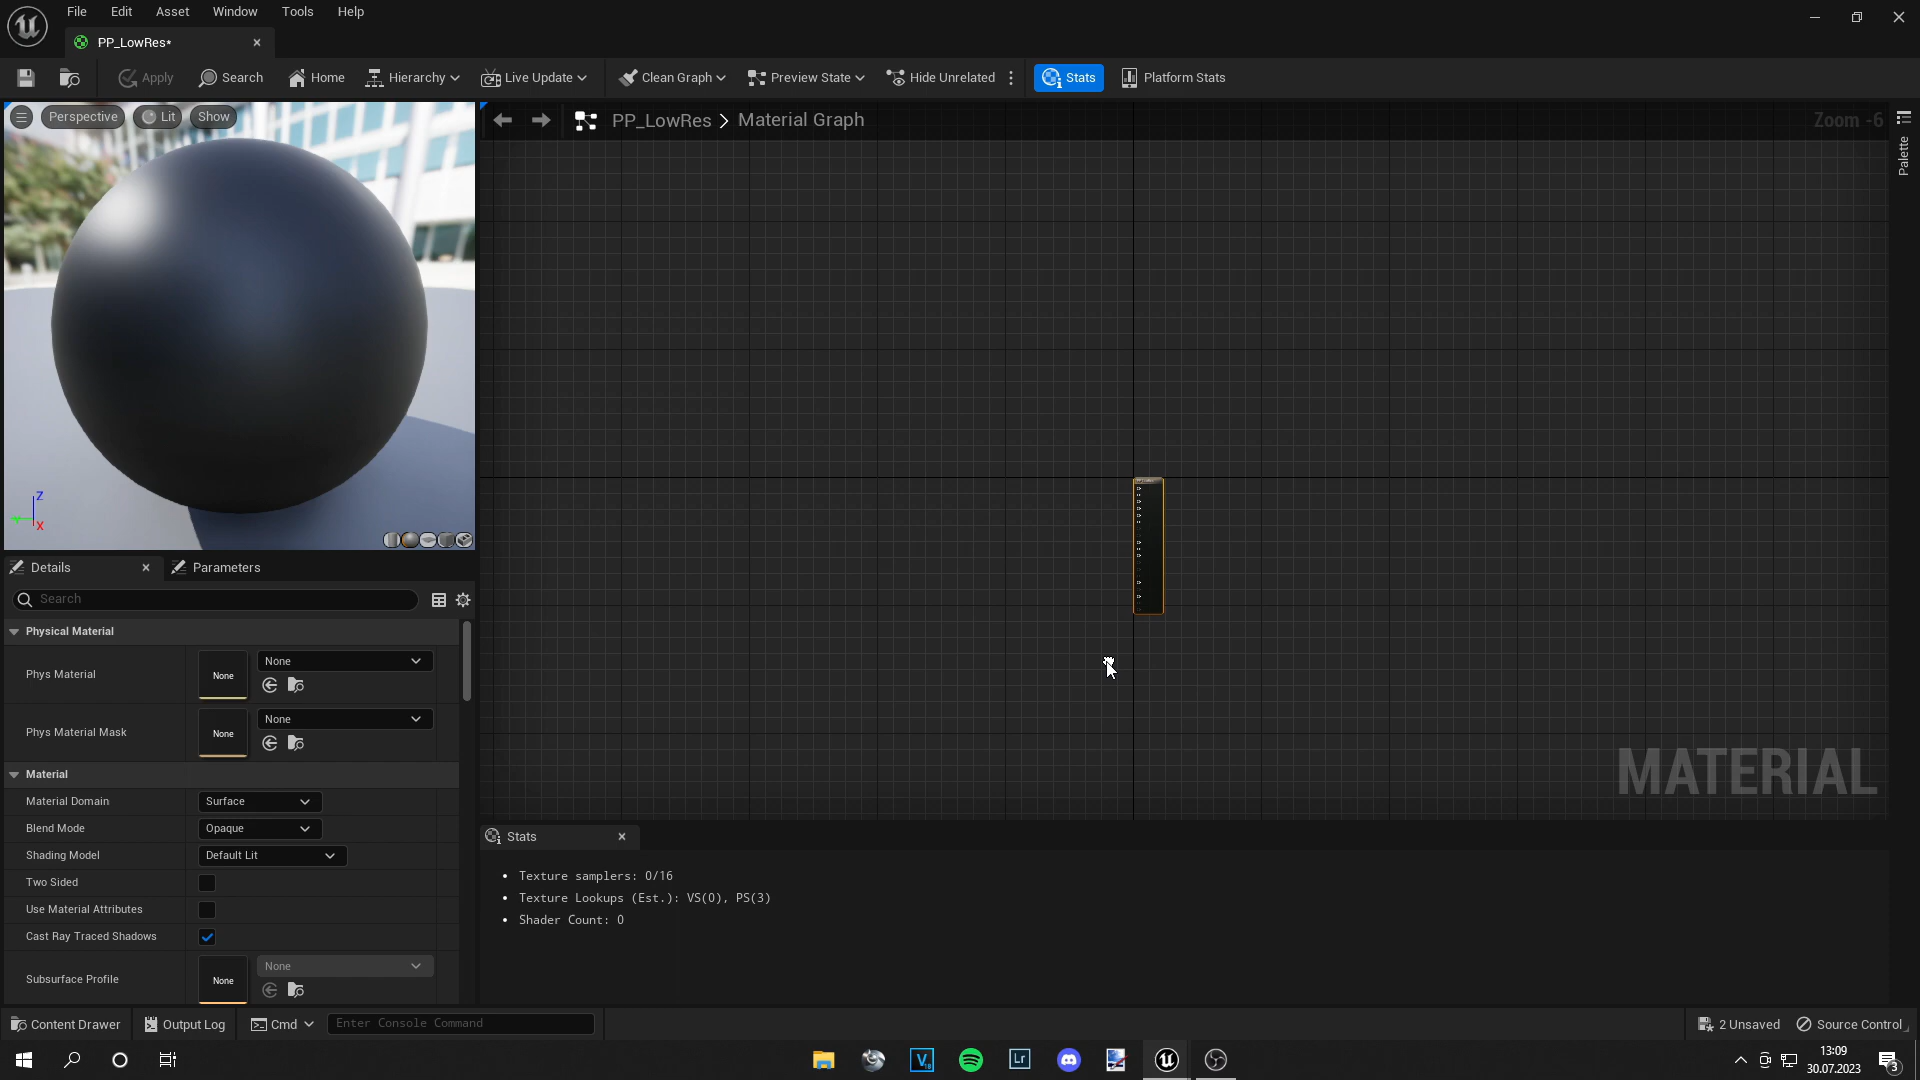 File Edit Asset Window Tools Help
PP_LowRes*
Apply Search Home Hierarchy Live Update Clean Graph Preview State Hide Unrelated Stats Platform Stats
Perspective Lit Show
PP_LowRes > Material Graph
Zoom -6
Palette
Z
X
MATERIAL
Details Parameters
Search
Physical Material
Phys Material None None
Phys Material Mask None None
Material
Material Domain Surface
Blend Mode Opaque
Shading Model Default Lit
Two Sided
Use Material Attributes
Cast Ray Traced Shadows
Subsurface Profile None None
Stats
• Texture samplers: 0/16
• Texture Lookups (Est.): VS(0), PS(3)
• Shader Count: 0
Content Drawer Output Log Cmd Enter Console Command 2 Unsaved Source Control
Lr
13:09
30.07.2023
3